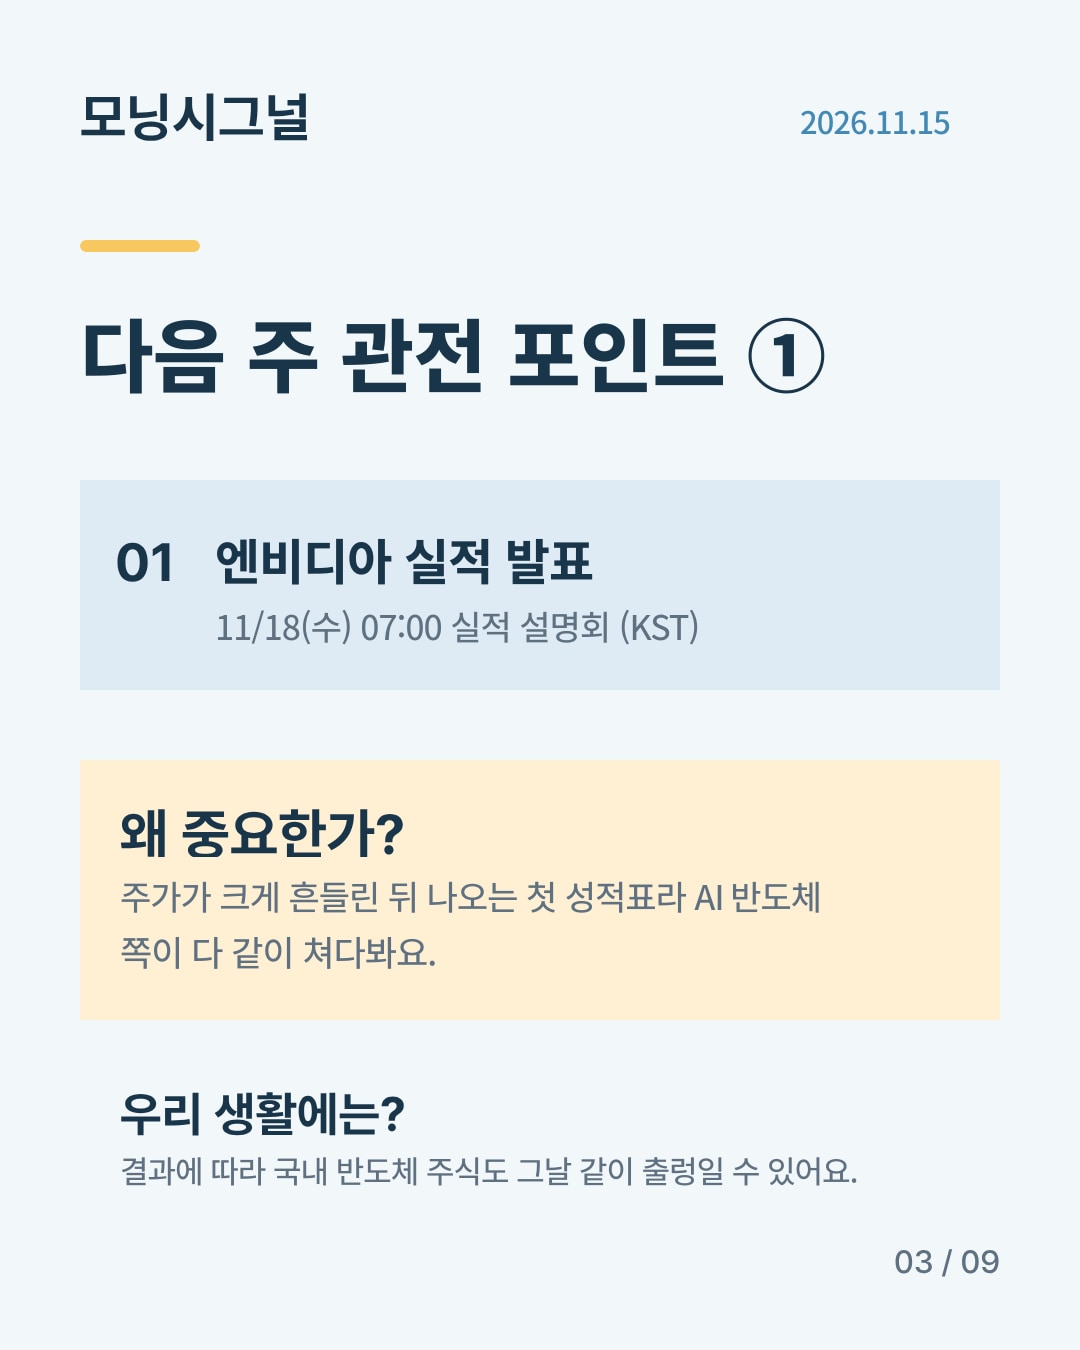 모닝시그널
2026.11.15
다음 주 관전 포인트 ①
01 엔비디아 실적 발표
11/18(수) 07:00 실적 설명회 (KST)
왜 중요한가?
주가가 크게 흔들린 뒤 나오는 첫 성적표라 AI 반도체
쪽이 다 같이 쳐다봐요.
우리 생활에는?
결과에 따라 국내 반도체 주식도 그날 같이 출렁일 수 있어요.
03 / 09